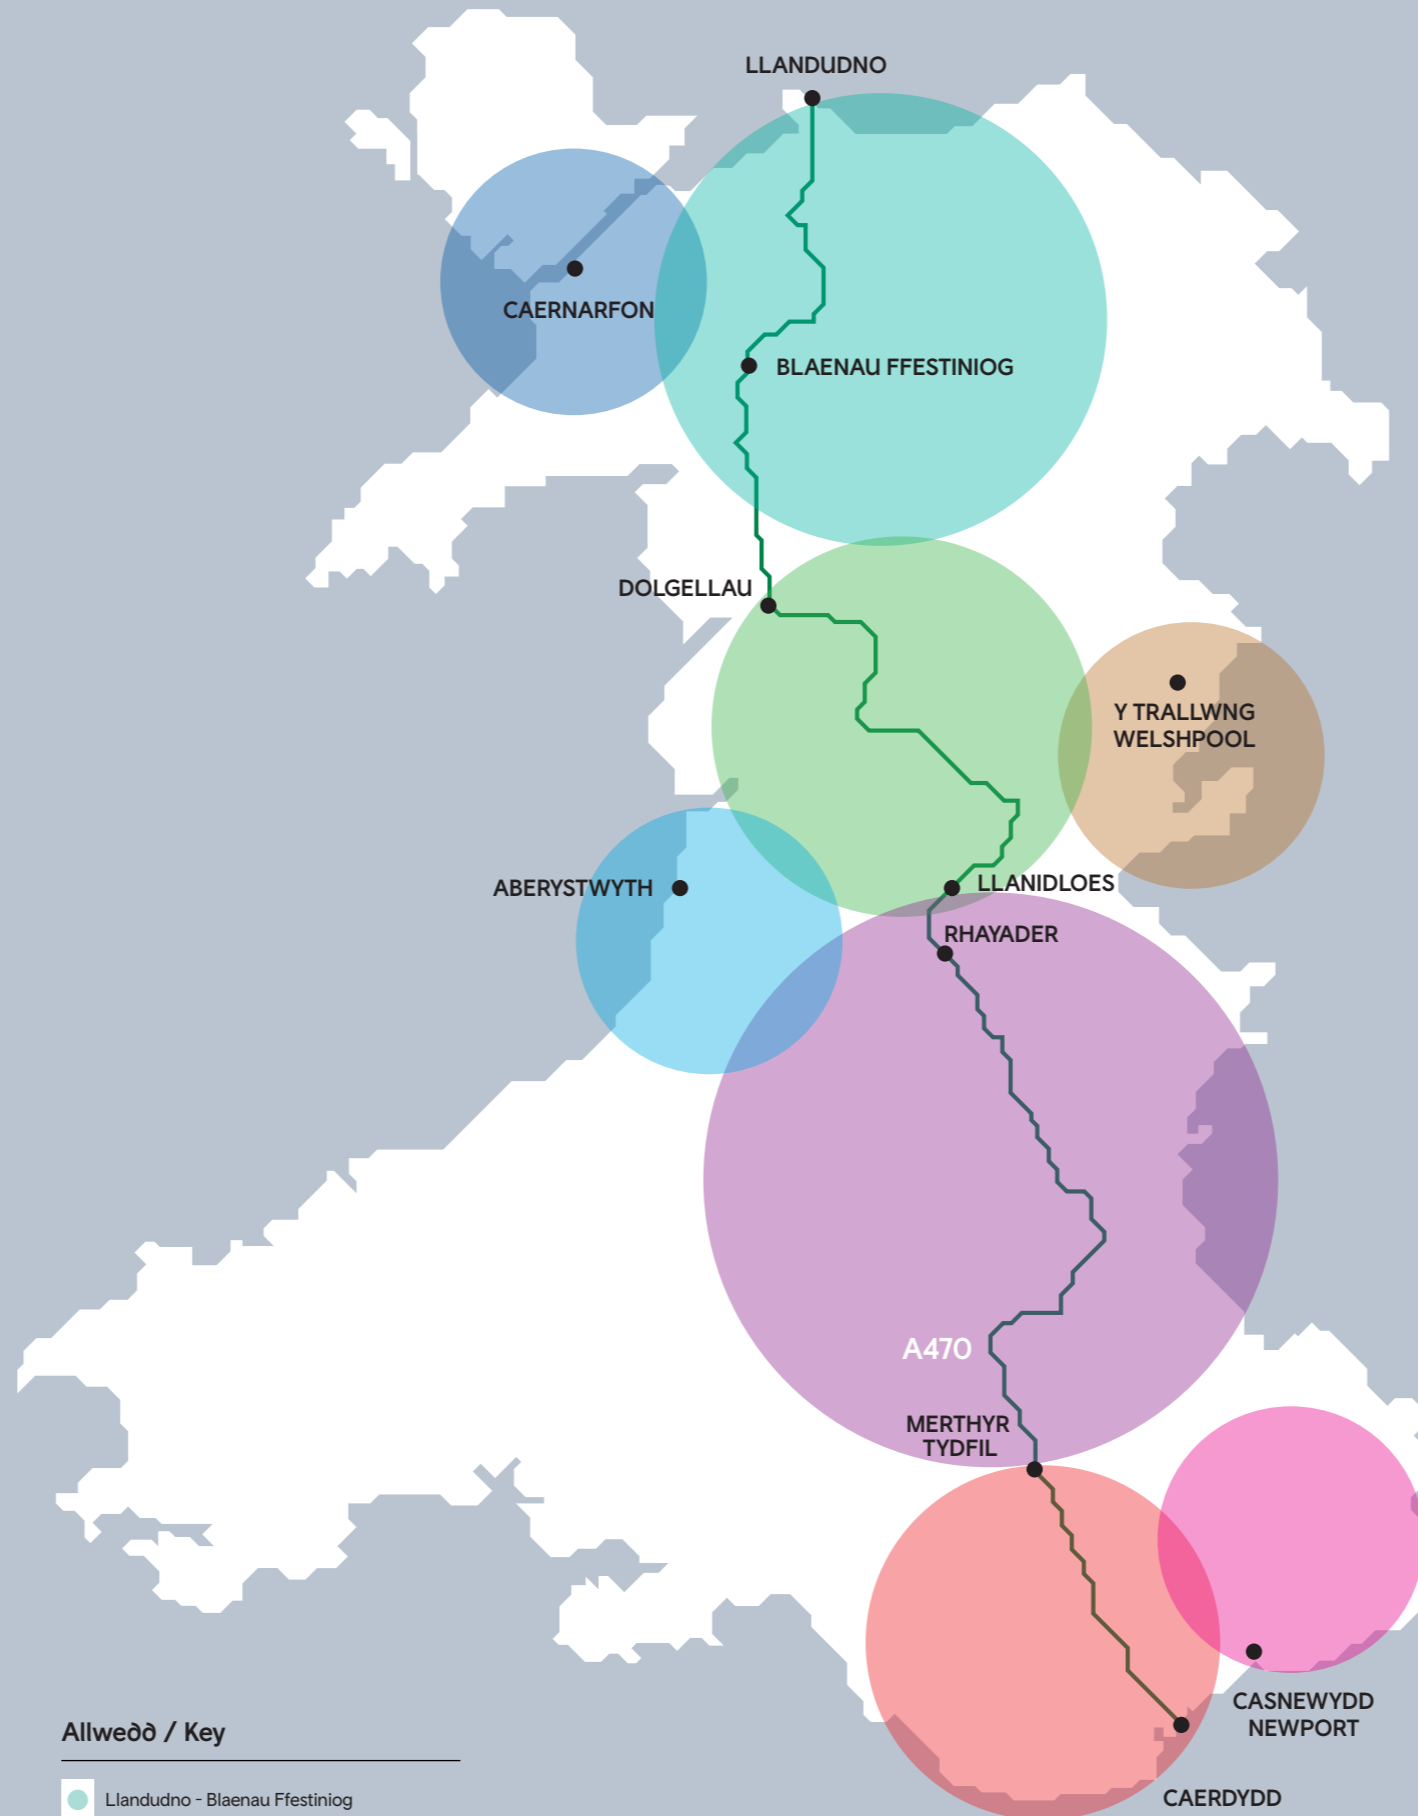 LLANDUDNO
CAERNARFON
BLAENAU FFESTINIOG
DOLGELLAU
Y TRALLWNG
WELSHPOOL
ABERYSTWYTH
LLANIDLOES
RHAYADER
A470
MERTHYR
TYDFIL
CASNEWYDD
NEWPORT
CAERDYDD
Allweðð / Key
Llandudno - Blaenau Ffestiniog